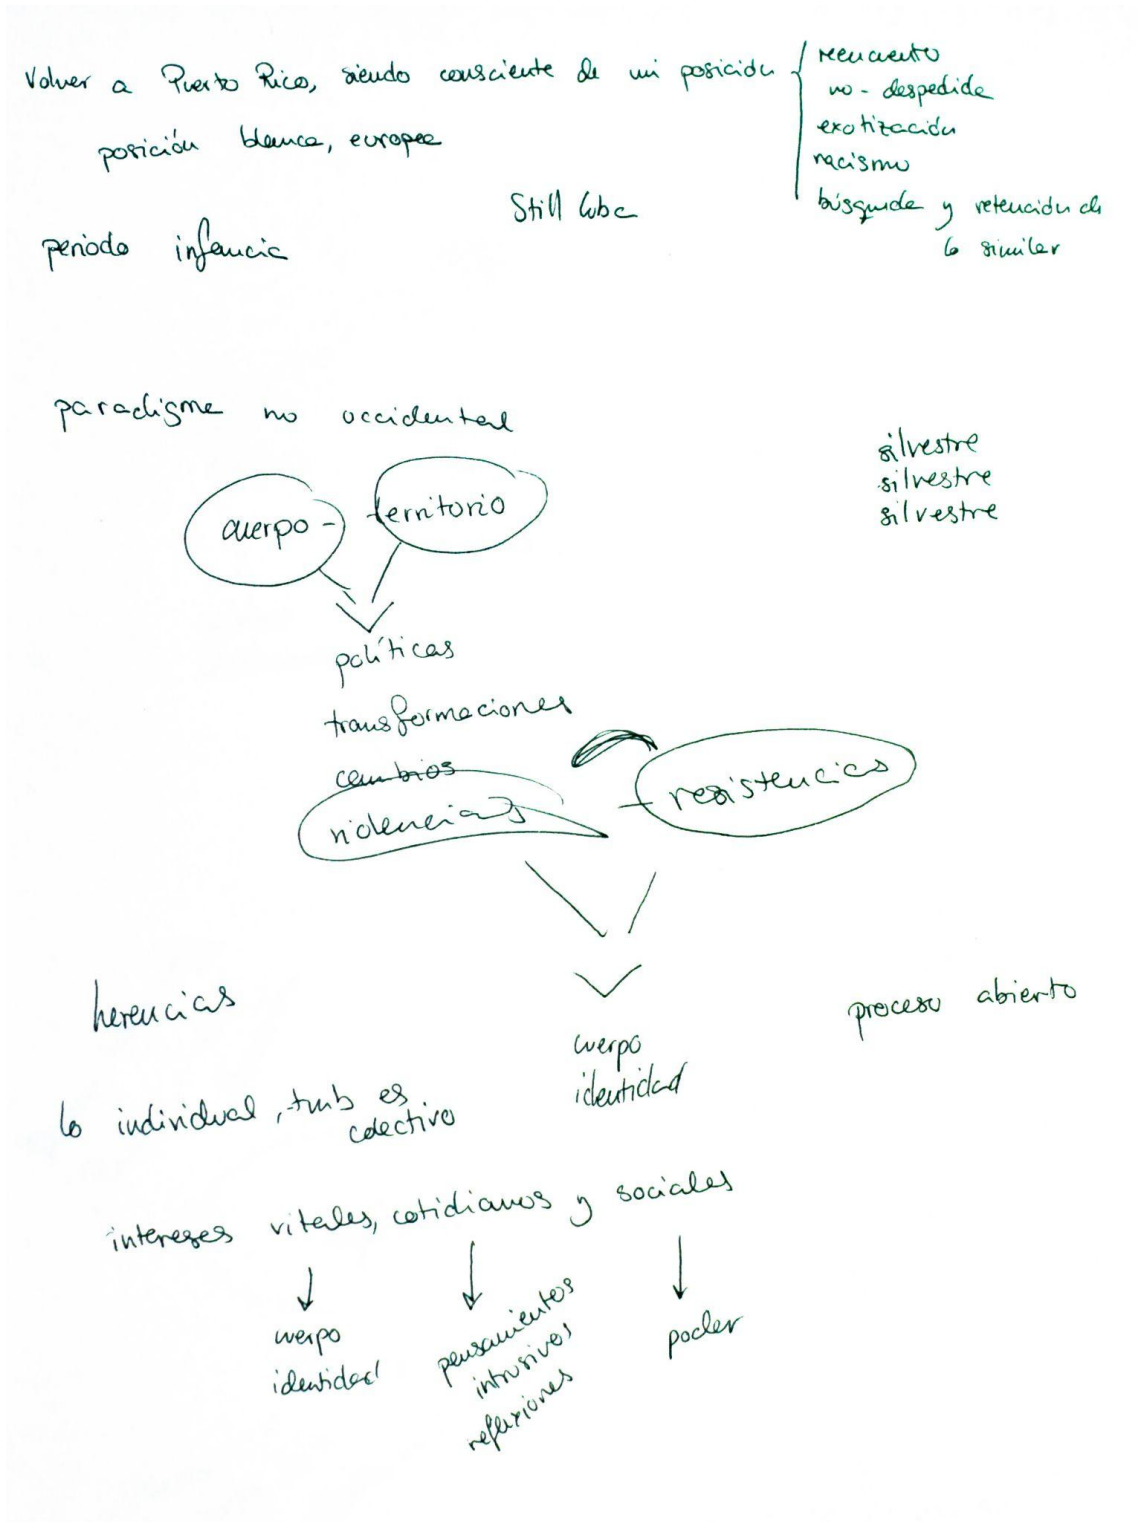 Volver a Puerto Rico, siendo consciente de mi posición
reencuentro
no - despedida
exotización
racismo
búsqueda y retención de
lo similar
posición blanca, europea
Still
periodo infancia
paradigma no occidental
silvestre
silvestre
silvestre
cuerpo - territorio
políticas
transformaciones
cambios
violencias - resistencias
herencias
proceso abierto
cuerpo
identidad
lo individual, tmb es
colectivo
intereses vitales, cotidianos y sociales
cuerpo
identidad
pensamientos
intrusivos
reflexiones
poder